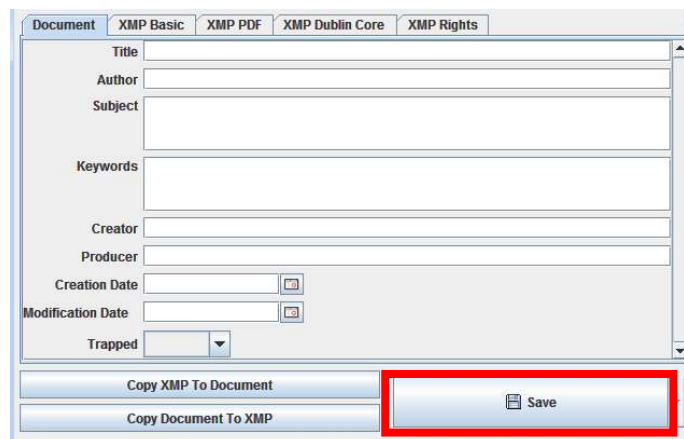 Document XMP Basic XMP PDF XMP Dublin Core XMP Rights
Title
Author
Subject
Keywords
Creator
Producer
Creation Date
Modification Date
Trapped
Copy XMP To Document
Save
Copy Document To XMP